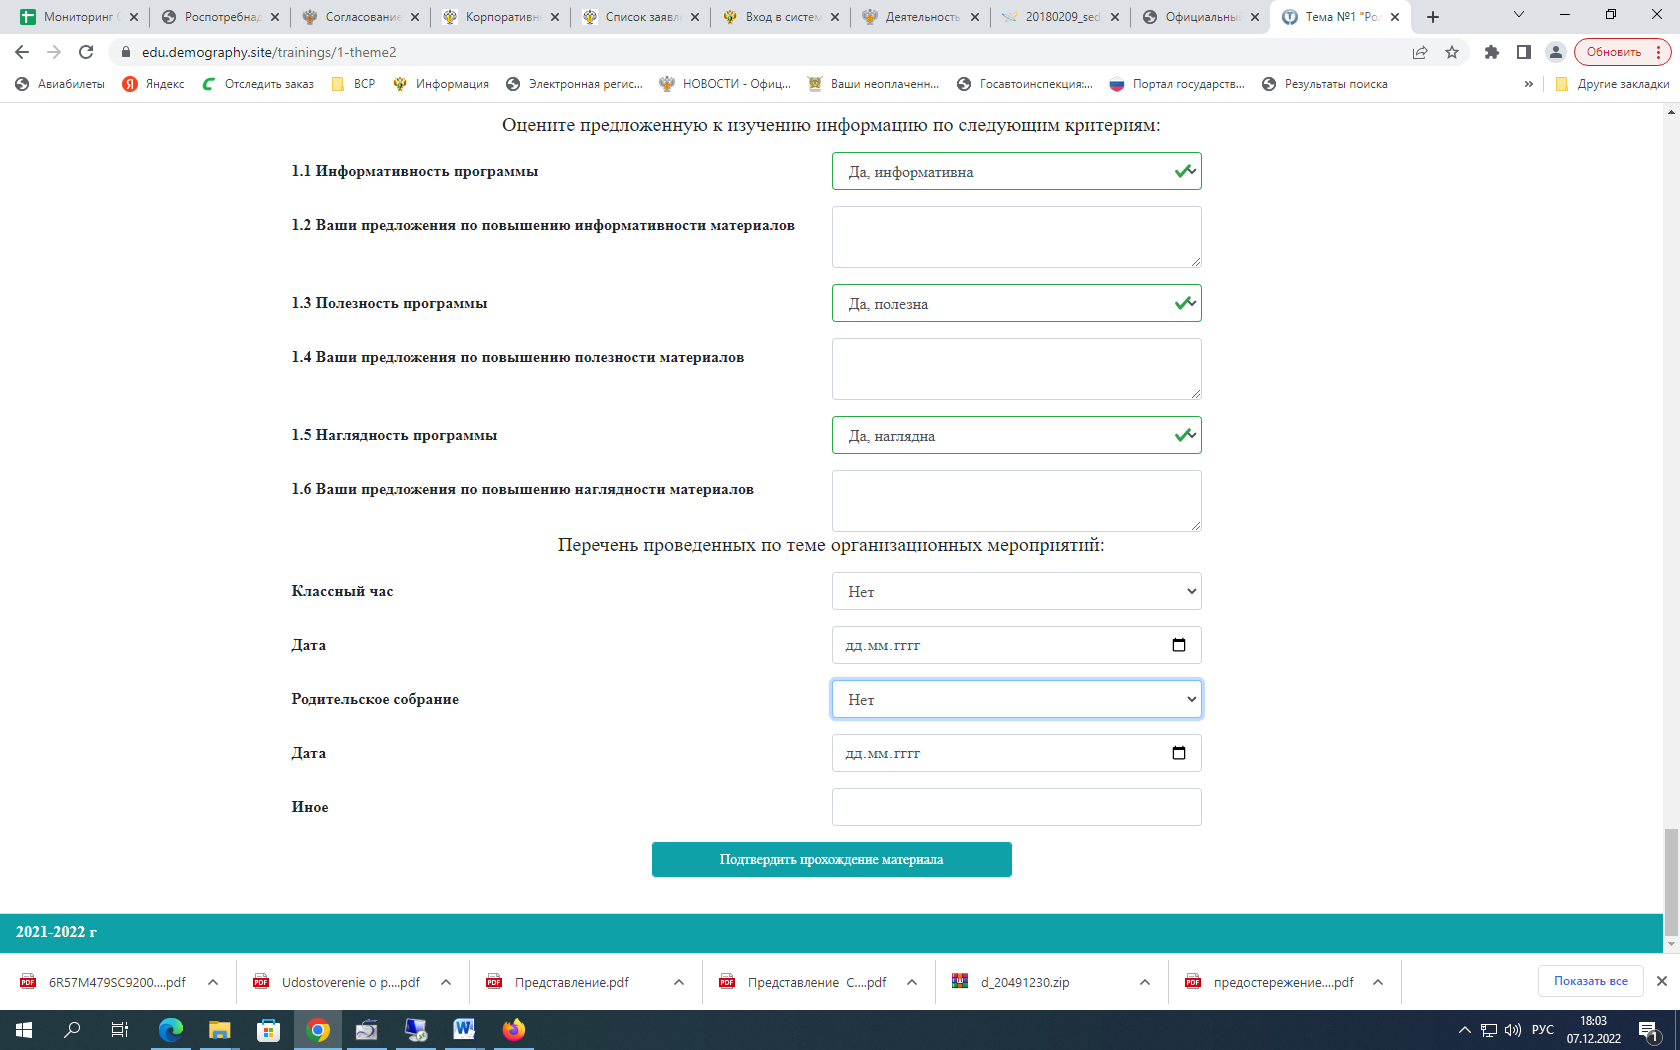 Мониторинг С
Роспотребнад
Согласование
Корпоративн
Список заявл
Вход в систем
Деятельность
20180209_sed
Официальный
Тема №1 "Рол
edu.demography.site/trainings/1-theme2
Обновить
Авиабилеты
Яндекс
Отследить заказ
ВСР
Информация
Электронная регис...
НОВОСТИ - Офиц...
Ваши неоплаченн...
Госавтоинспекция:...
Портал государств...
Результаты поиска
»
Другие закладки
Оцените предложенную к изучению информацию по следующим критериям:
1.1 Информативность программы
Да, информативна
1.2 Ваши предложения по повышению информативности материалов
1.3 Полезность программы
Да, полезна
1.4 Ваши предложения по повышению полезности материалов
1.5 Наглядность программы
Да, наглядна
1.6 Ваши предложения по повышению наглядности материалов
Перечень проведенных по теме организационных мероприятий:
Классный час
Нет
Дата
дд.мм.гггг
Родительское собрание
Нет
Дата
дд.мм.гггг
Иное
Подтвердить прохождение материала
2021-2022 г
6R57M479SC9200....pdf
Udostoverenie o p....pdf
Представление.pdf
Представление С....pdf
d_20491230.zip
предостережение....pdf
Показать все
РУС
18:03
07.12.2022
1